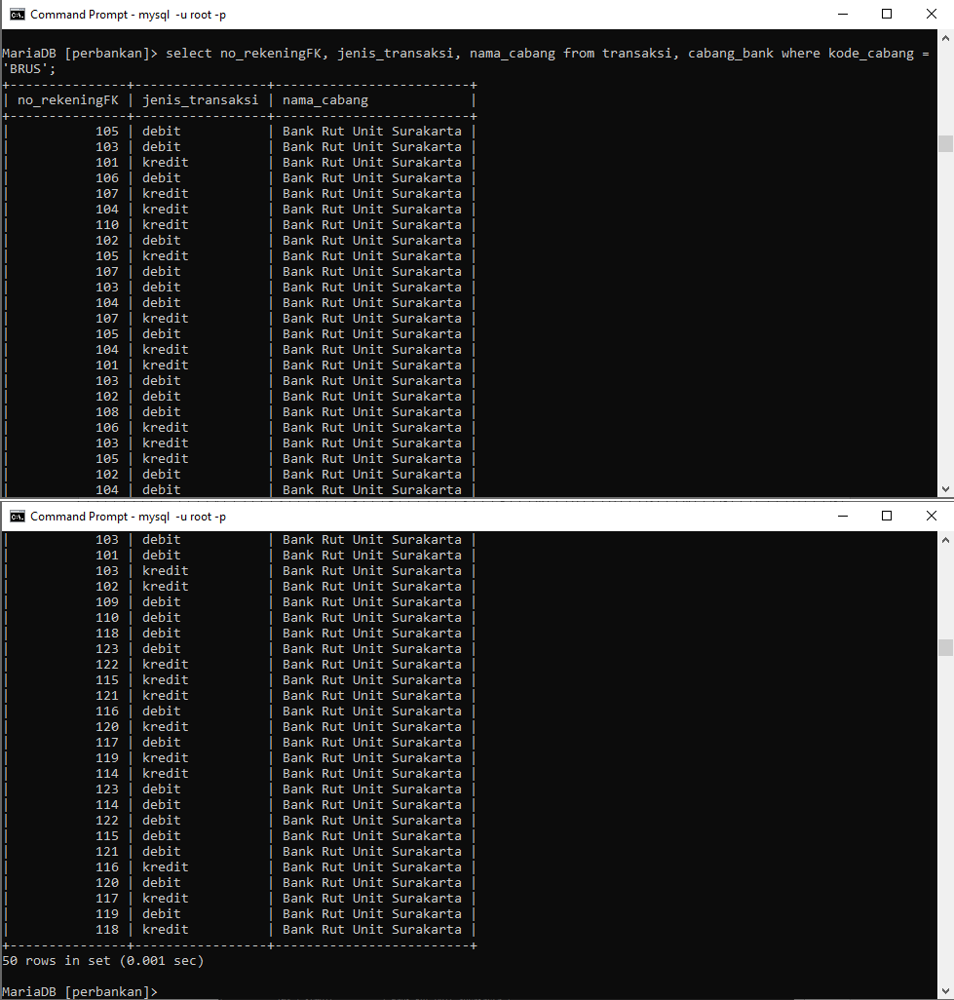 Command Prompt - mysql  -u root -p
MariaDB [perbankan]> select no_rekeningFK, jenis_transaksi, nama_cabang from transaksi, cabang_bank where kode_cabang =
'BRUS';
+---------------+-----------------+-------------------------+
| no_rekeningFK | jenis_transaksi | nama_cabang             |
+---------------+-----------------+-------------------------+
|           105 | debit           | Bank Rut Unit Surakarta |
|           103 | debit           | Bank Rut Unit Surakarta |
|           101 | kredit          | Bank Rut Unit Surakarta |
|           106 | debit           | Bank Rut Unit Surakarta |
|           107 | kredit          | Bank Rut Unit Surakarta |
|           104 | kredit          | Bank Rut Unit Surakarta |
|           110 | kredit          | Bank Rut Unit Surakarta |
|           102 | debit           | Bank Rut Unit Surakarta |
|           105 | kredit          | Bank Rut Unit Surakarta |
|           107 | debit           | Bank Rut Unit Surakarta |
|           103 | debit           | Bank Rut Unit Surakarta |
|           104 | debit           | Bank Rut Unit Surakarta |
|           107 | kredit          | Bank Rut Unit Surakarta |
|           105 | debit           | Bank Rut Unit Surakarta |
|           104 | kredit          | Bank Rut Unit Surakarta |
|           101 | kredit          | Bank Rut Unit Surakarta |
|           103 | debit           | Bank Rut Unit Surakarta |
|           102 | debit           | Bank Rut Unit Surakarta |
|           108 | debit           | Bank Rut Unit Surakarta |
|           106 | kredit          | Bank Rut Unit Surakarta |
|           103 | kredit          | Bank Rut Unit Surakarta |
|           105 | kredit          | Bank Rut Unit Surakarta |
|           102 | debit           | Bank Rut Unit Surakarta |
|           104 | debit           | Bank Rut Unit Surakarta |
Command Prompt - mysql  -u root -p
|           103 | debit           | Bank Rut Unit Surakarta |
|           101 | debit           | Bank Rut Unit Surakarta |
|           103 | kredit          | Bank Rut Unit Surakarta |
|           102 | kredit          | Bank Rut Unit Surakarta |
|           109 | debit           | Bank Rut Unit Surakarta |
|           110 | debit           | Bank Rut Unit Surakarta |
|           118 | debit           | Bank Rut Unit Surakarta |
|           123 | debit           | Bank Rut Unit Surakarta |
|           122 | kredit          | Bank Rut Unit Surakarta |
|           115 | kredit          | Bank Rut Unit Surakarta |
|           121 | kredit          | Bank Rut Unit Surakarta |
|           116 | debit           | Bank Rut Unit Surakarta |
|           120 | kredit          | Bank Rut Unit Surakarta |
|           117 | debit           | Bank Rut Unit Surakarta |
|           119 | kredit          | Bank Rut Unit Surakarta |
|           114 | kredit          | Bank Rut Unit Surakarta |
|           123 | debit           | Bank Rut Unit Surakarta |
|           114 | debit           | Bank Rut Unit Surakarta |
|           122 | debit           | Bank Rut Unit Surakarta |
|           115 | debit           | Bank Rut Unit Surakarta |
|           121 | debit           | Bank Rut Unit Surakarta |
|           116 | kredit          | Bank Rut Unit Surakarta |
|           120 | debit           | Bank Rut Unit Surakarta |
|           117 | kredit          | Bank Rut Unit Surakarta |
|           119 | debit           | Bank Rut Unit Surakarta |
|           118 | kredit          | Bank Rut Unit Surakarta |
+---------------+-----------------+-------------------------+
50 rows in set (0.001 sec)
MariaDB [perbankan]>